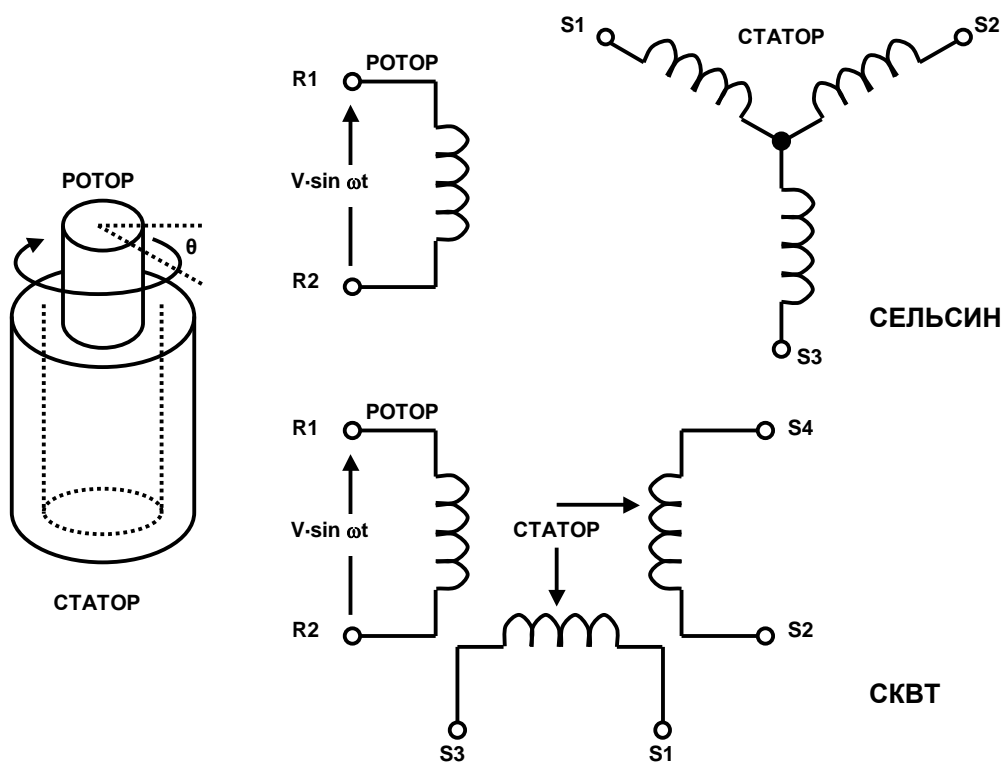 РОТОР
θ
СТАТОР
R1
РОТОР
V·sin ωt
R2
S1
СТАТОР
S2
S3
СЕЛЬСИН
R1
РОТОР
V·sin ωt
R2
СТАТОР
S4
S2
S3
S1
СКВТ